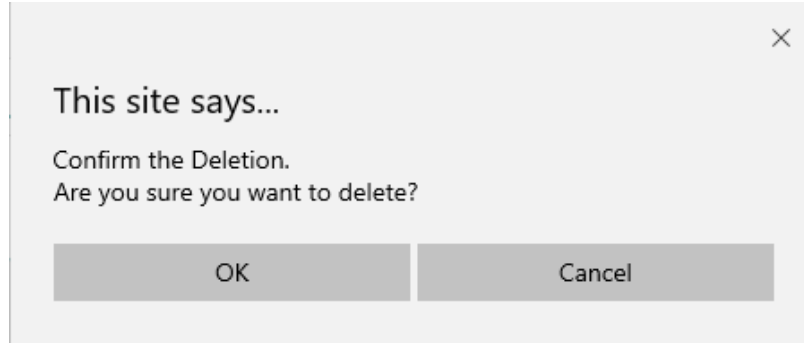 This site says...
Confirm the Deletion.
Are you sure you want to delete?
OK
Cancel